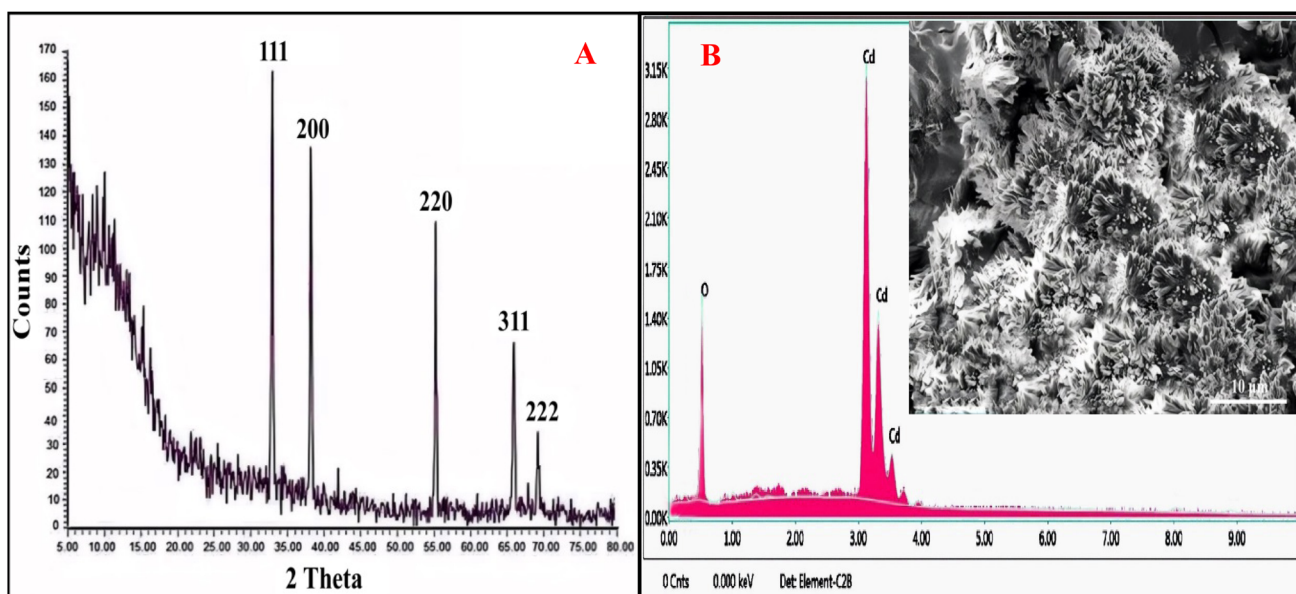 A
170
160
150
140
130
120
110
100
90
80
70
60
50
40
30
20
10
0
Counts
111
200
220
311
222
5.00 10.00 15.00 20.00 25.00 30.00 35.00 40.00 45.00 50.00 55.00 60.00 65.00 70.00 75.00 80.00
2 Theta
B
3.15K
2.80K
2.45K
2.10K
1.75K
1.40K
1.05K
0.70K
0.35K
0.00K
O
Cd
Cd
Cd
10 µm
0.00 1.00 2.00 3.00 4.00 5.00 6.00 7.00 8.00 9.00
0 Cnts 0.000 keV Det: Element-C2B